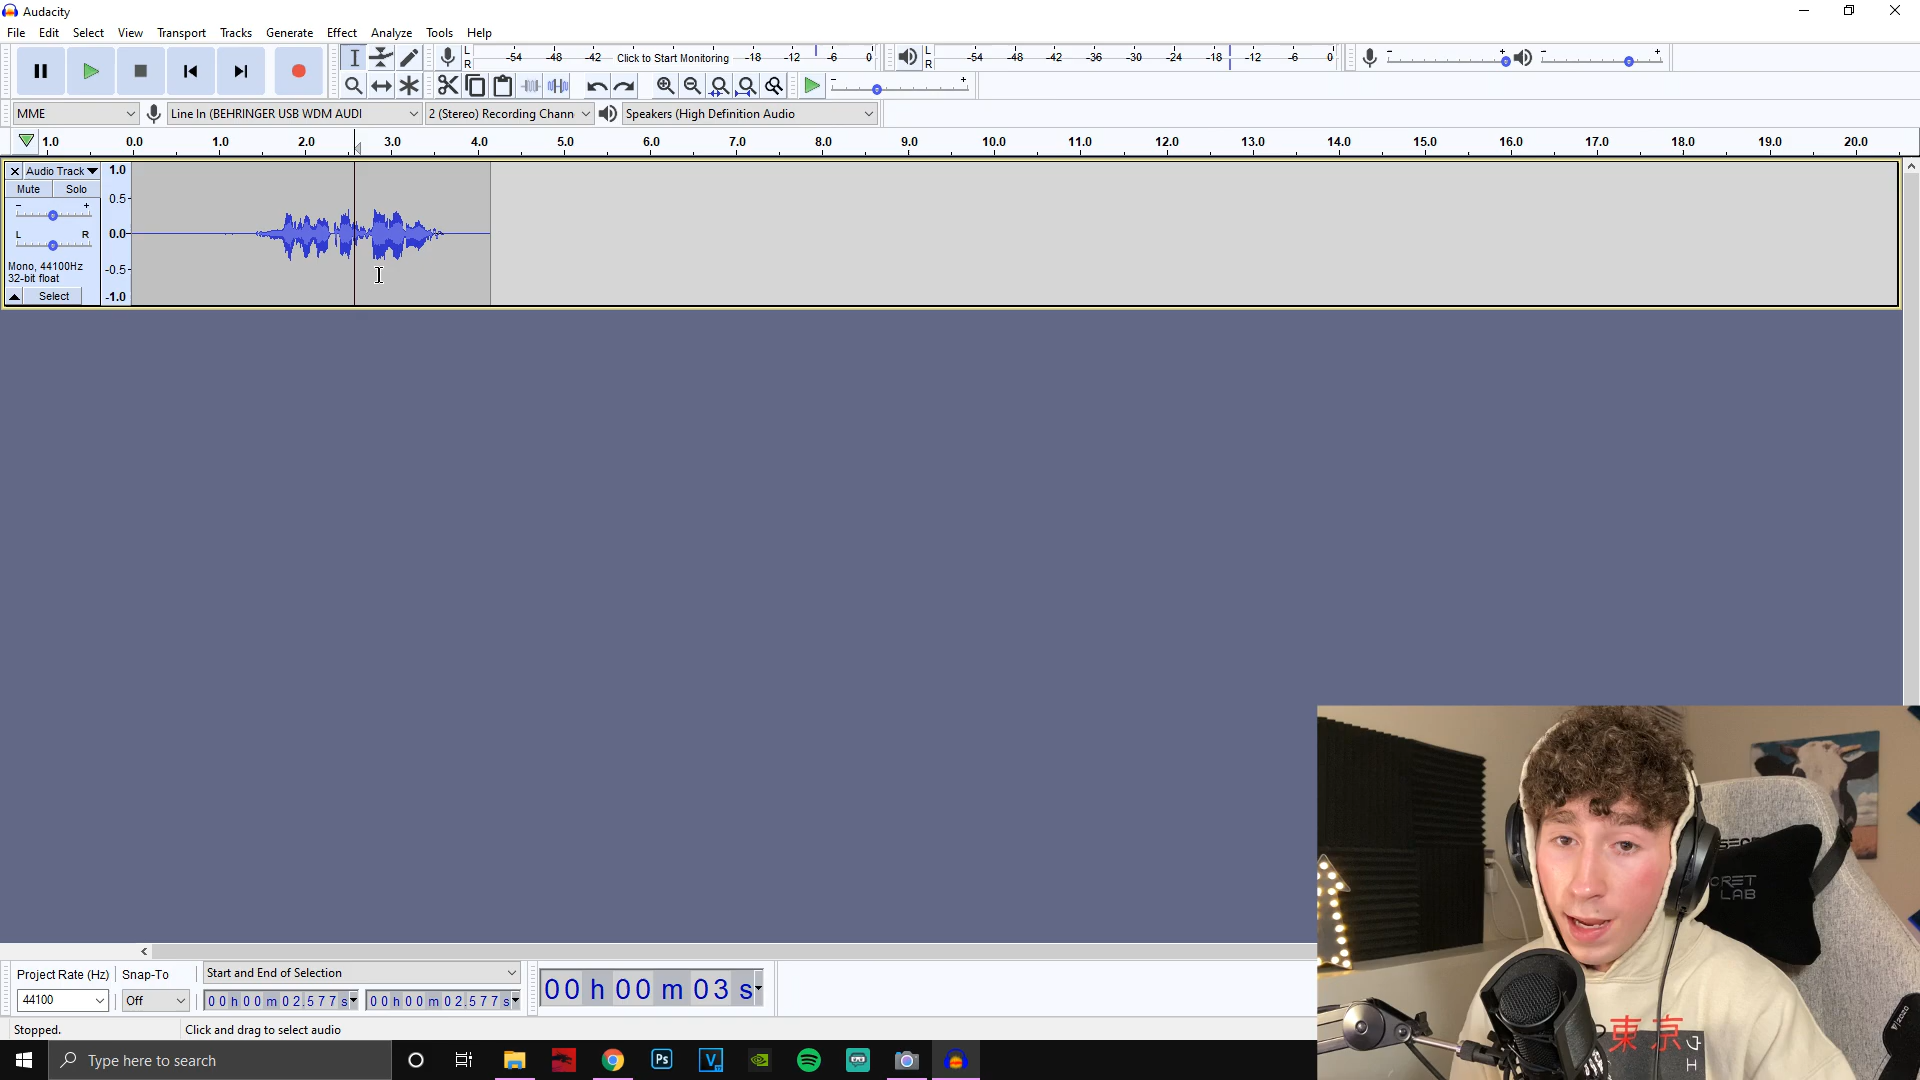 Audacity
File Edit Select View Transport Tracks Generate Effect Analyze Tools Help
L R -54 -48 -42 Click to Start Monitoring -18 -12 -6 0 L R -54 -48 -42 -36 -30 -24 -18 -12 -6 0 - + - +
- +
MME Line In (BEHRINGER USB WDM AUDI 2 (Stereo) Recording Chann Speakers (High Definition Audio
1.0 0.0 1.0 2.0 3.0 4.0 5.0 6.0 7.0 8.0 9.0 10.0 11.0 12.0 13.0 14.0 15.0 16.0 17.0 18.0 19.0 20.0
Audio Track 1.0
Mute Solo
- + 0.5
L R 0.0
Mono, 44100Hz -0.5
32-bit float
Select -1.0
SECRET
LAB
Project Rate (Hz) Snap-To Start and End of Selection
44100 Off 00 h 00 m 02.577 s 00 h 00 m 02.577 s 00 h 00 m 03 s
Stopped. Click and drag to select audio
東京
ウェ
Type here to search Ps V